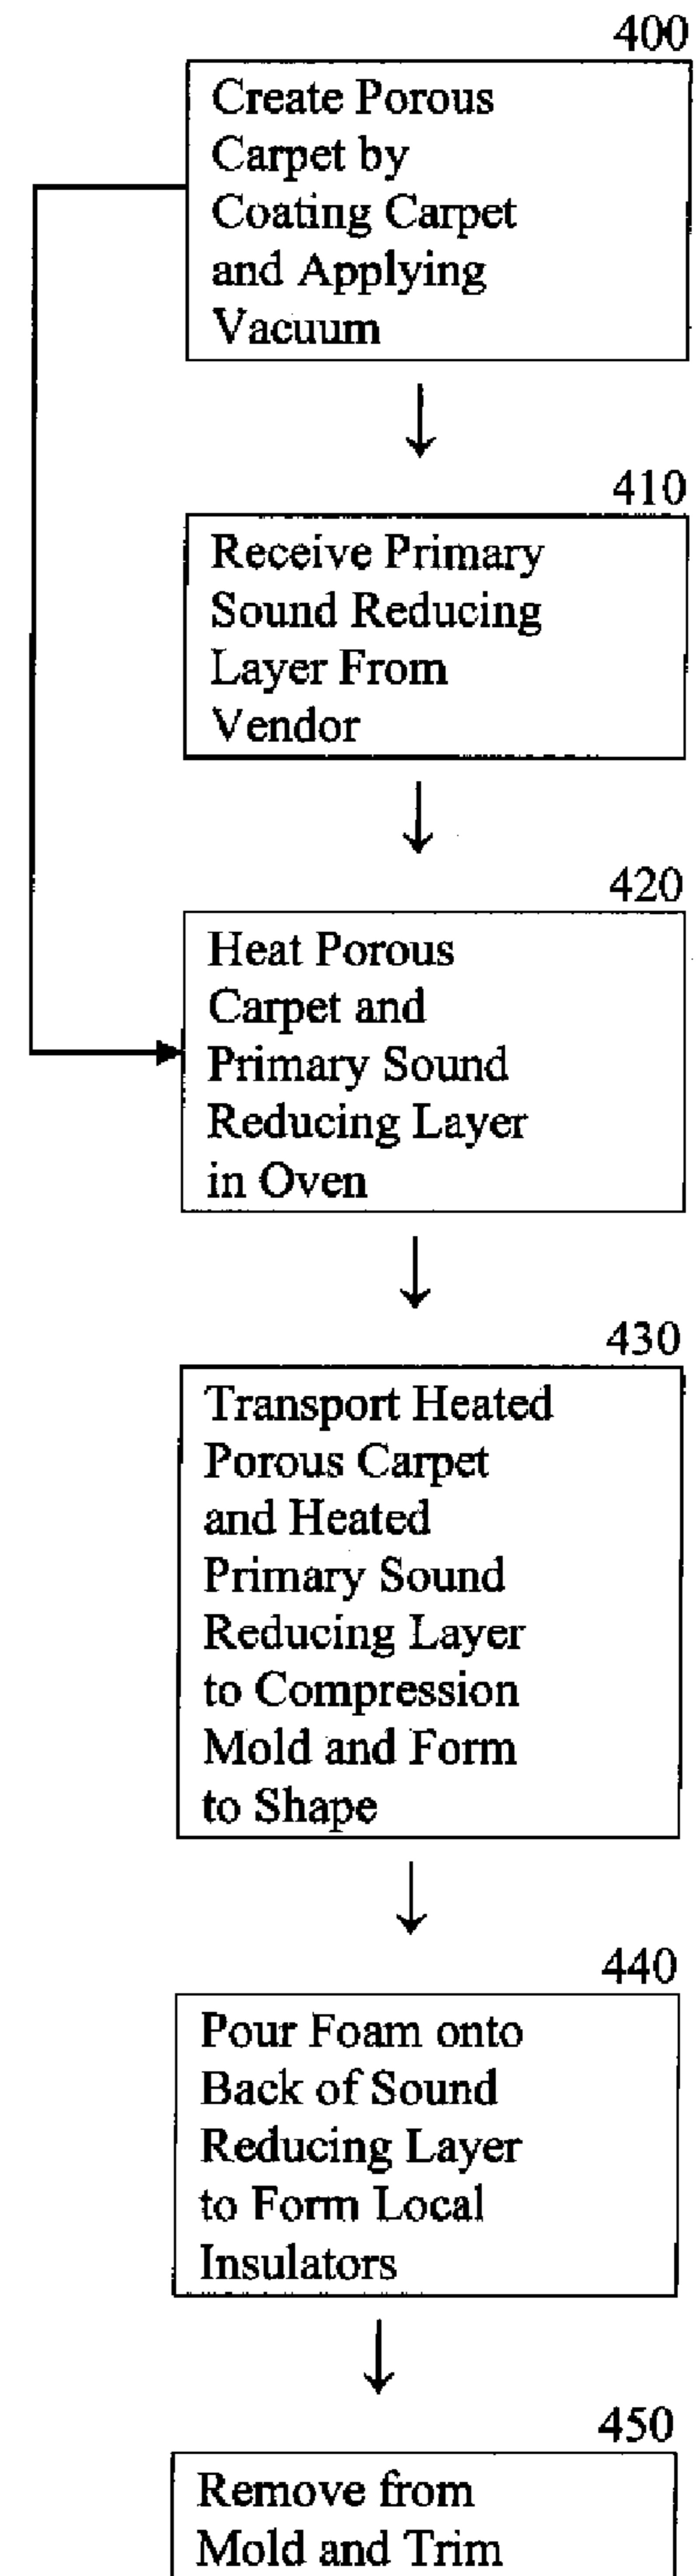 400
Create Porous
Carpet by
Coating Carpet
and Applying
Vacuum
410
Receive Primary
Sound Reducing
Layer From
Vendor
420
Heat Porous
Carpet and
Primary Sound
Reducing Layer
in Oven
430
Transport Heated
Porous Carpet
and Heated
Primary Sound
Reducing Layer
to Compression
Mold and Form
to Shape
440
Pour Foam onto
Back of Sound
Reducing Layer
to Form Local
Insulators
450
Remove from
Mold and Trim